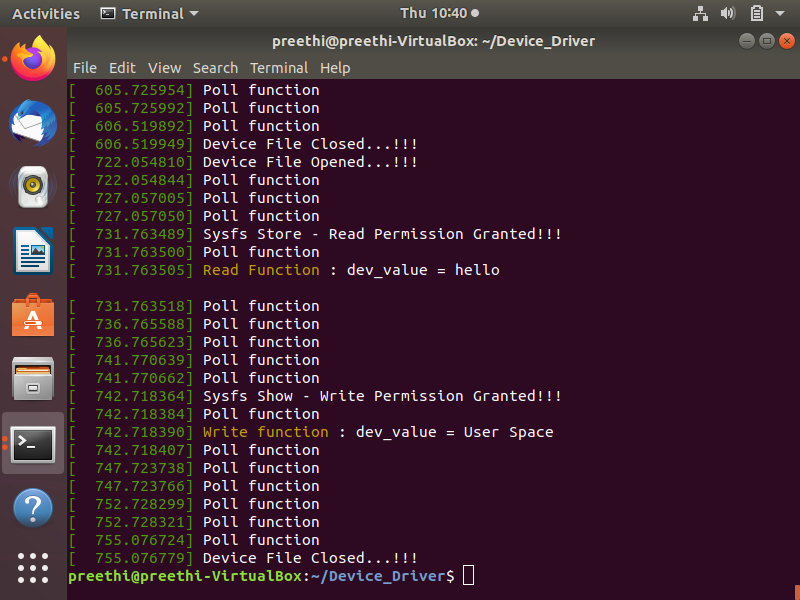 Activities Terminal Thu 10:40
preethi@preethi-VirtualBox: ~/Device_Driver
File Edit View Search Terminal Help
[  605.725954] Poll function
[  605.725992] Poll function
[  606.519892] Poll function
[  606.519949] Device File Closed...!!!
[  722.054810] Device File Opened...!!!
[  722.054844] Poll function
[  727.057005] Poll function
[  727.057050] Poll function
[  731.763489] Sysfs Store - Read Permission Granted!!!
[  731.763500] Poll function
[  731.763505] Read Function : dev_value = hello
[  731.763518] Poll function
[  736.765588] Poll function
[  736.765623] Poll function
[  741.770639] Poll function
[  741.770662] Poll function
[  742.718364] Sysfs Show - Write Permission Granted!!!
[  742.718384] Poll function
[  742.718390] Write function : dev_value = User Space
[  742.718407] Poll function
[  747.723738] Poll function
[  747.723766] Poll function
[  752.728299] Poll function
[  752.728321] Poll function
[  755.076724] Poll function
[  755.076779] Device File Closed...!!!
preethi@preethi-VirtualBox:~/Device_Driver$